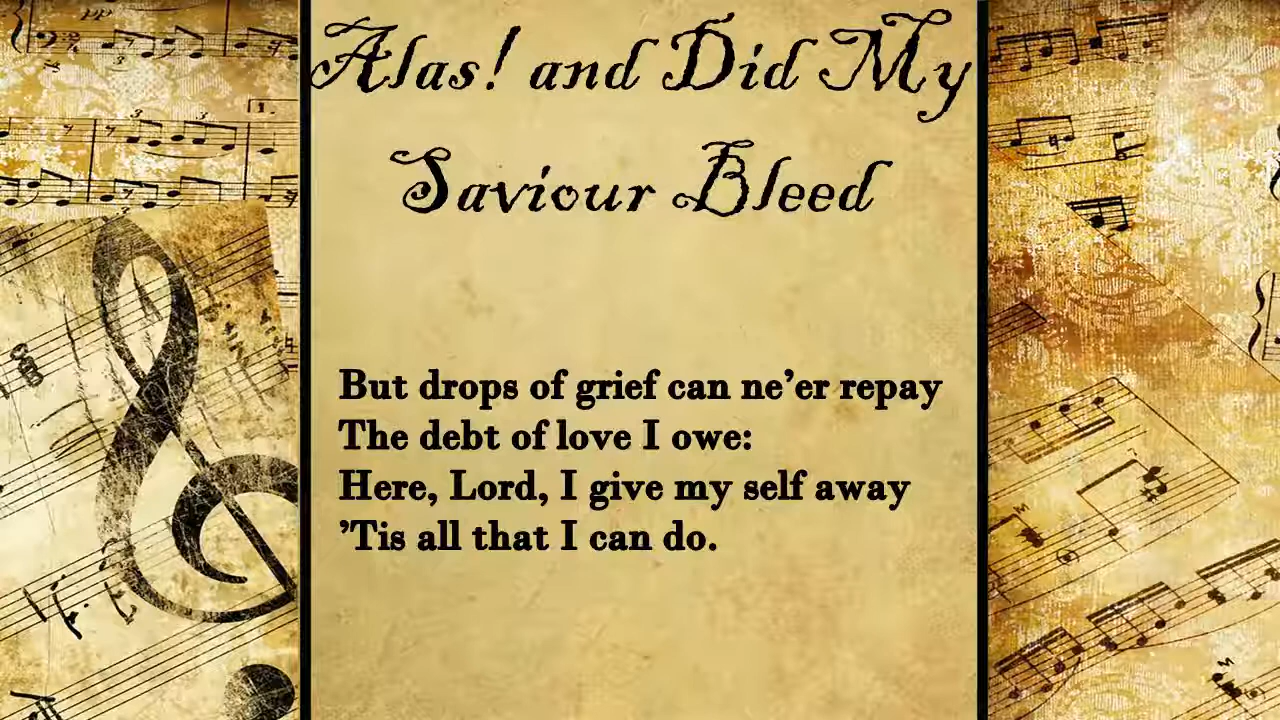 Alas! and Did My
Saviour Bleed
But drops of grief can ne’er repay
The debt of love I owe:
Here, Lord, I give my self away
’Tis all that I can do.